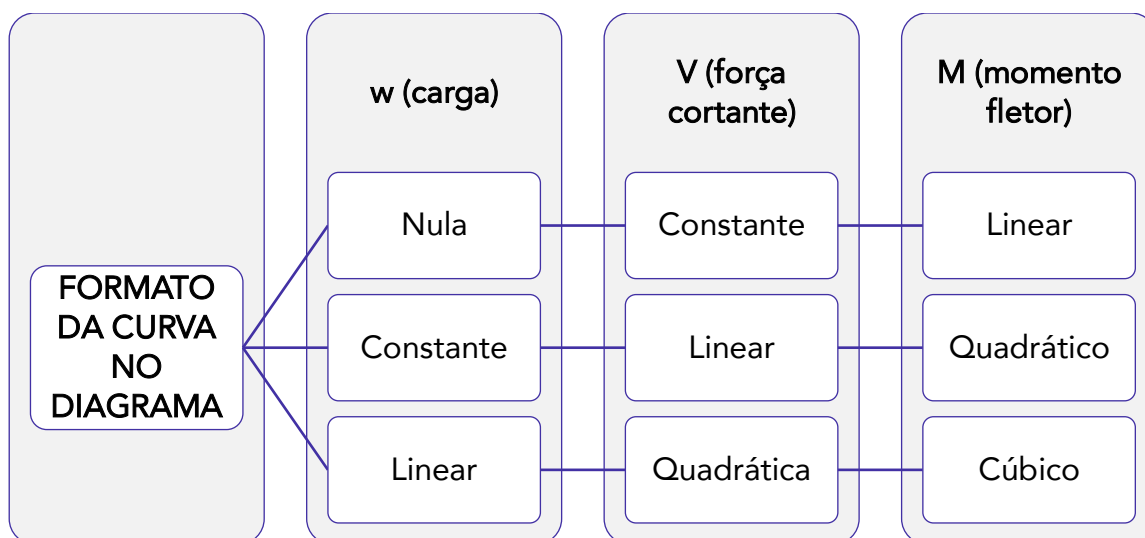 w (carga)
V (força
cortante)
M (momento
fletor)
FORMATO
DA CURVA
NO
DIAGRAMA
Nula
Constante
Linear
Constante
Linear
Quadrático
Linear
Quadrática
Cúbico